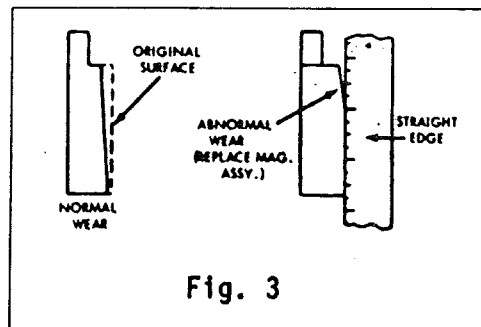 ORIGINAL
SURFACE
NORMAL
WEAR
ABNORMAL
WEAR
(REPLACE MAG.
ASSY.)
STRAIGHT
EDGE
Fig. 3